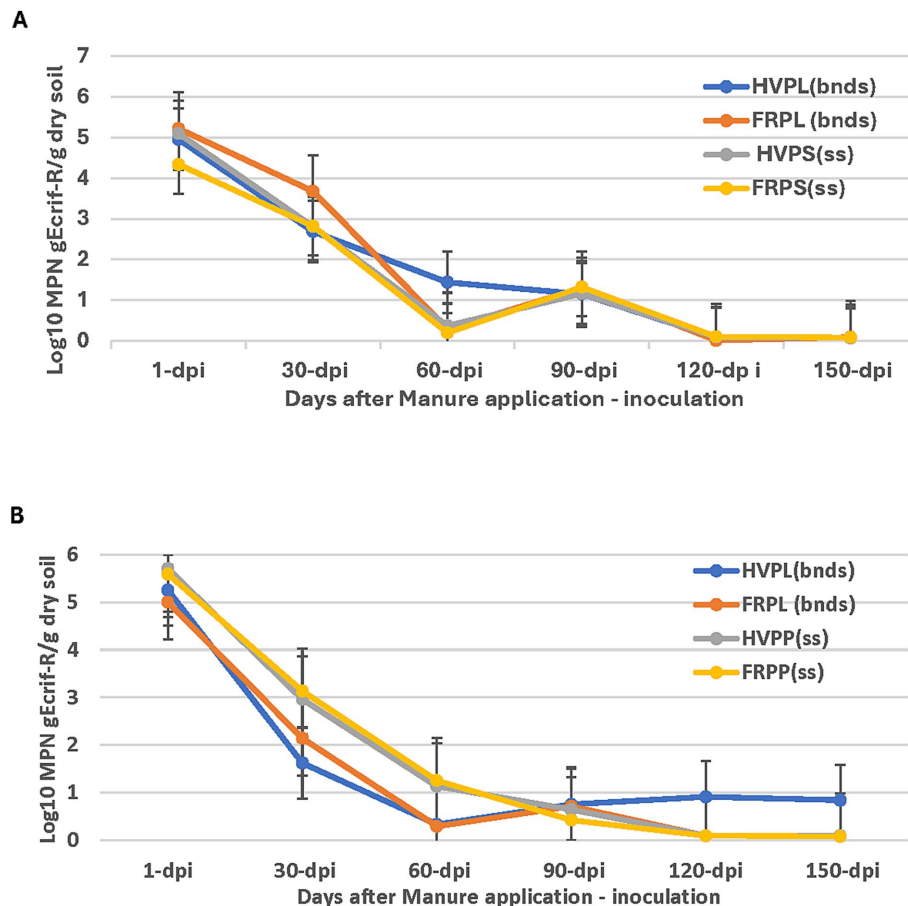 A
Log10 MPN gEcrif-R/g dry soil
7
6
5
4
3
2
1
0
HVPL(bnds)
FRPL (bnds)
HVPS(ss)
FRPS(ss)
1-dpi 30-dpi 60-dpi 90-dpi 120-dp i 150-dpi
Days after Manure application - inoculation
B
Log10 MPN gEcrif-R/g dry soil
6
5
4
3
2
1
0
HVPL(bnds)
FRPL (bnds)
HVPP(ss)
FRPP(ss)
1-dpi 30-dpi 60-dpi 90-dpi 120-dpi 150-dpi
Days after Manure application - inoculation